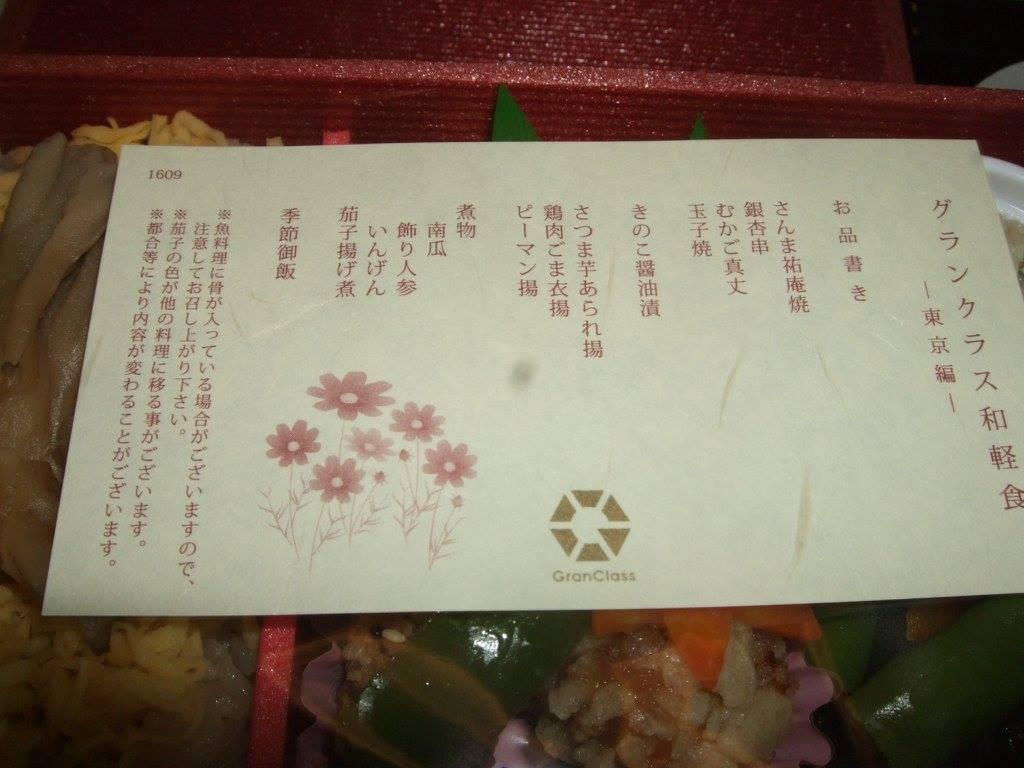 グランクラス和軽食
―東京編―
お品書き
さんま祐庵焼
銀杏串
むかご真丈
玉子焼
きのこ醤油漬
さつま芋あられ揚
鶏肉ごま衣揚
ピーマン揚
煮物
南瓜
飾り人参
いんげん
茄子揚げ煮
季節御飯
※魚料理に骨が入っている場合がございますので、
注意してお召し上がり下さい。
※茄子の色が他の料理に移る事がございます。
※都合等により内容が変わることがございます。
1609
GranClass